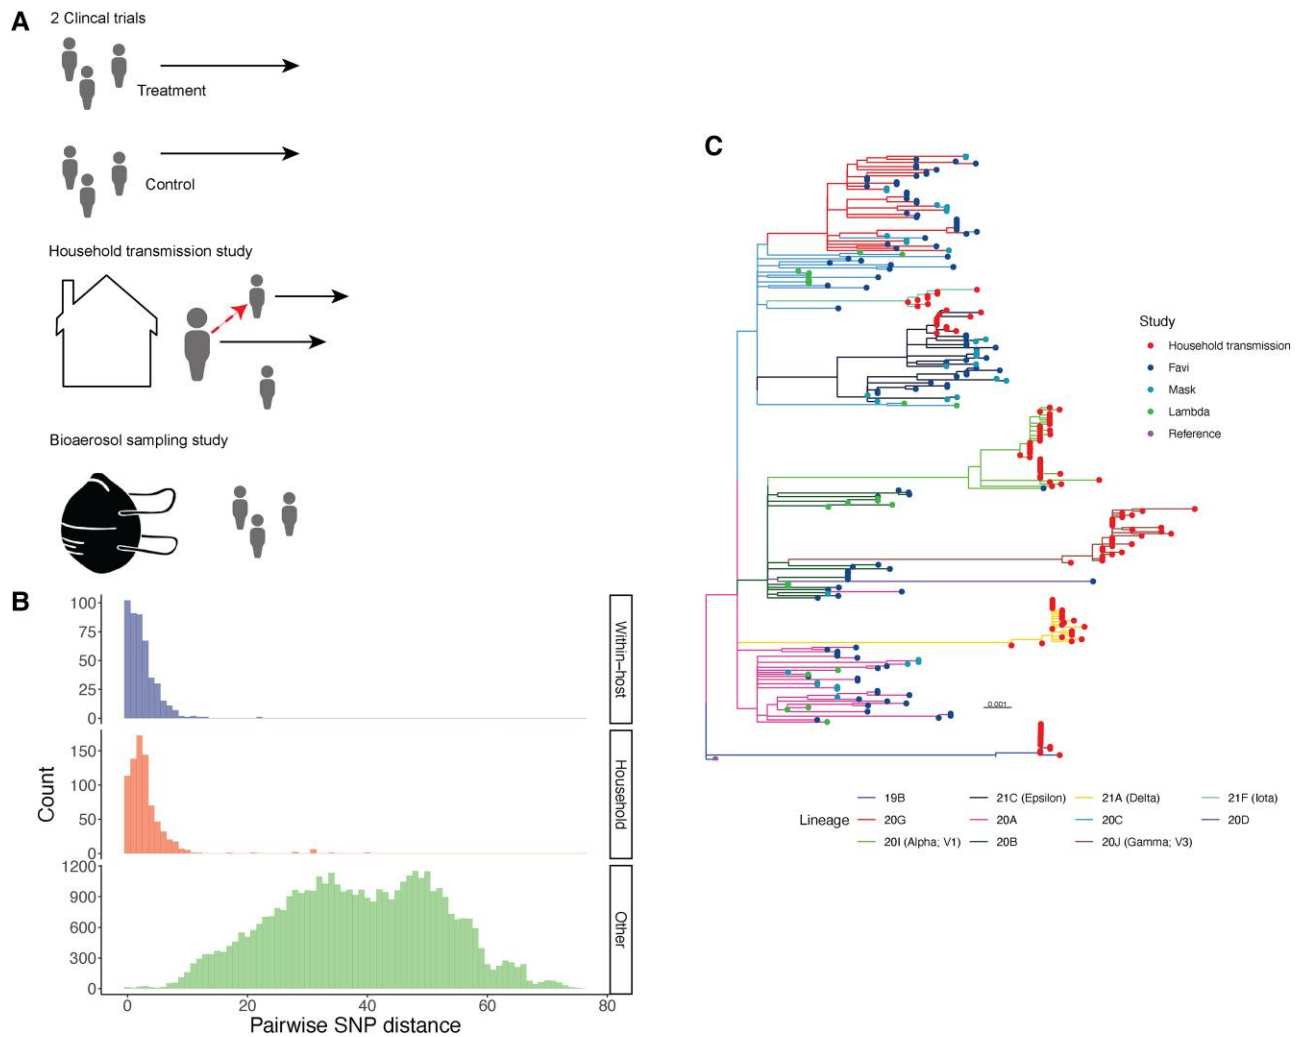 A
2 Clincal trials
Treatment
Control
Household transmission study
Bioaerosol sampling study
B
Count
100
75
50
25
0
Within-host
150
100
50
0
Household
1200
900
600
300
0
Other
0 20 40 60 80
Pairwise SNP distance
C
Study
Household transmission
Favi
Mask
Lambda
Reference
0.001
Lineage
19B 21C (Epsilon) 21A (Delta) 21F (Iota)
20G 20A 20C 20D
20I (Alpha; V1) 20B 20J (Gamma; V3)